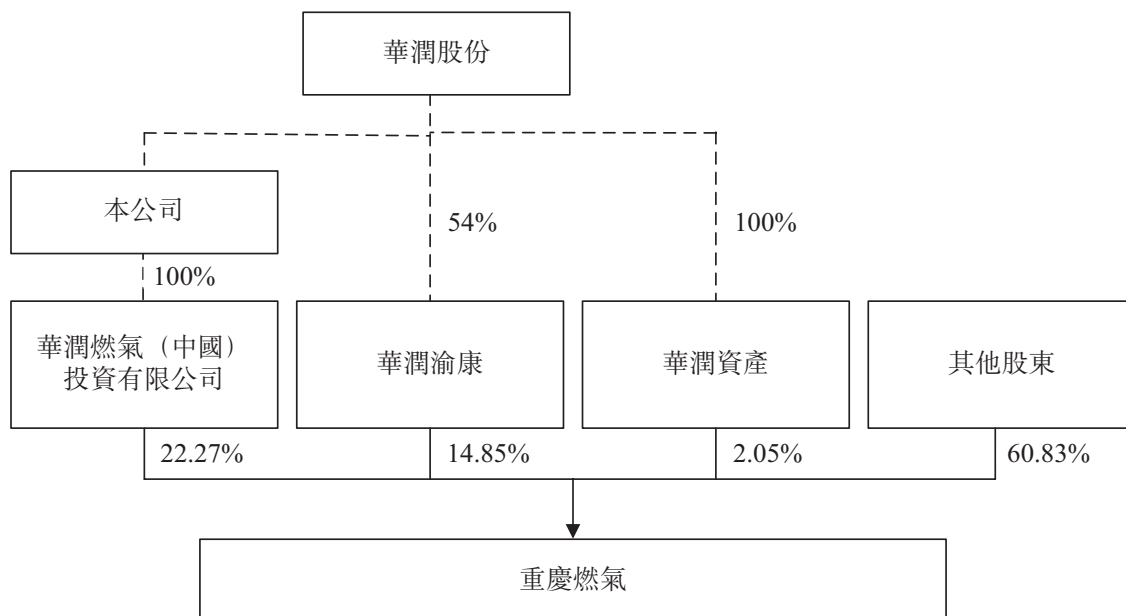 華潤股份
本公司
54%
100%
100%
華潤燃氣（中國）
投資有限公司
華潤渝康
華潤資產
其他股東
22.27%
14.85%
2.05%
60.83%
重慶燃氣